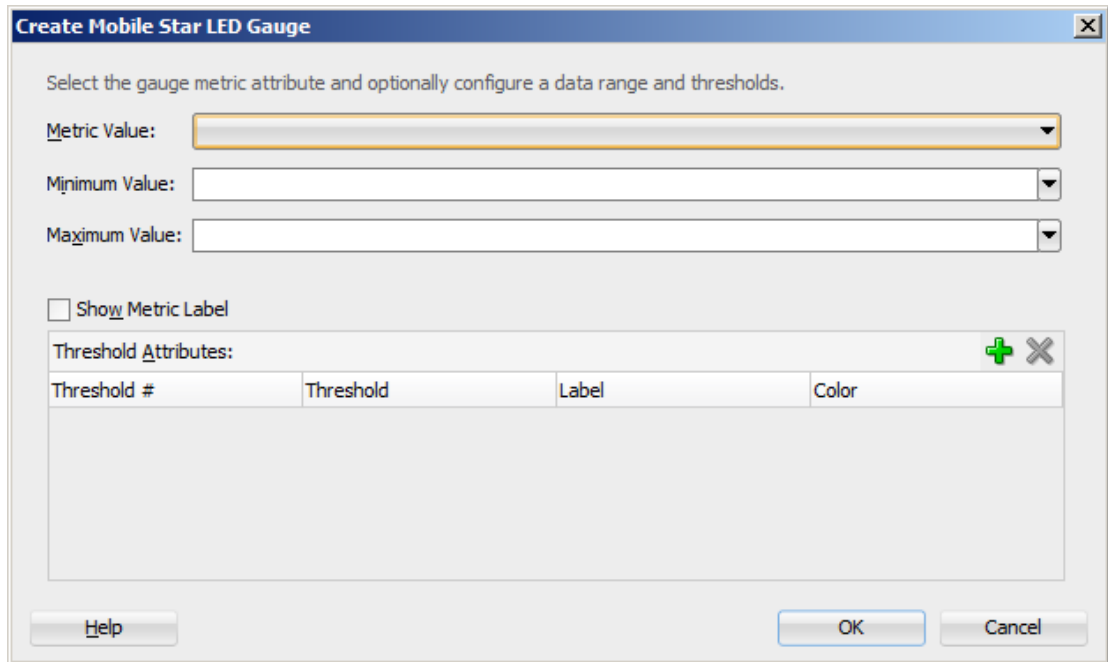 Create Mobile Star LED Gauge
Select the gauge metric attribute and optionally configure a data range and thresholds.
Metric Value:
Minimum Value:
Maximum Value:
Show Metric Label
Threshold Attributes:
Threshold # Threshold Label Color
Help OK Cancel